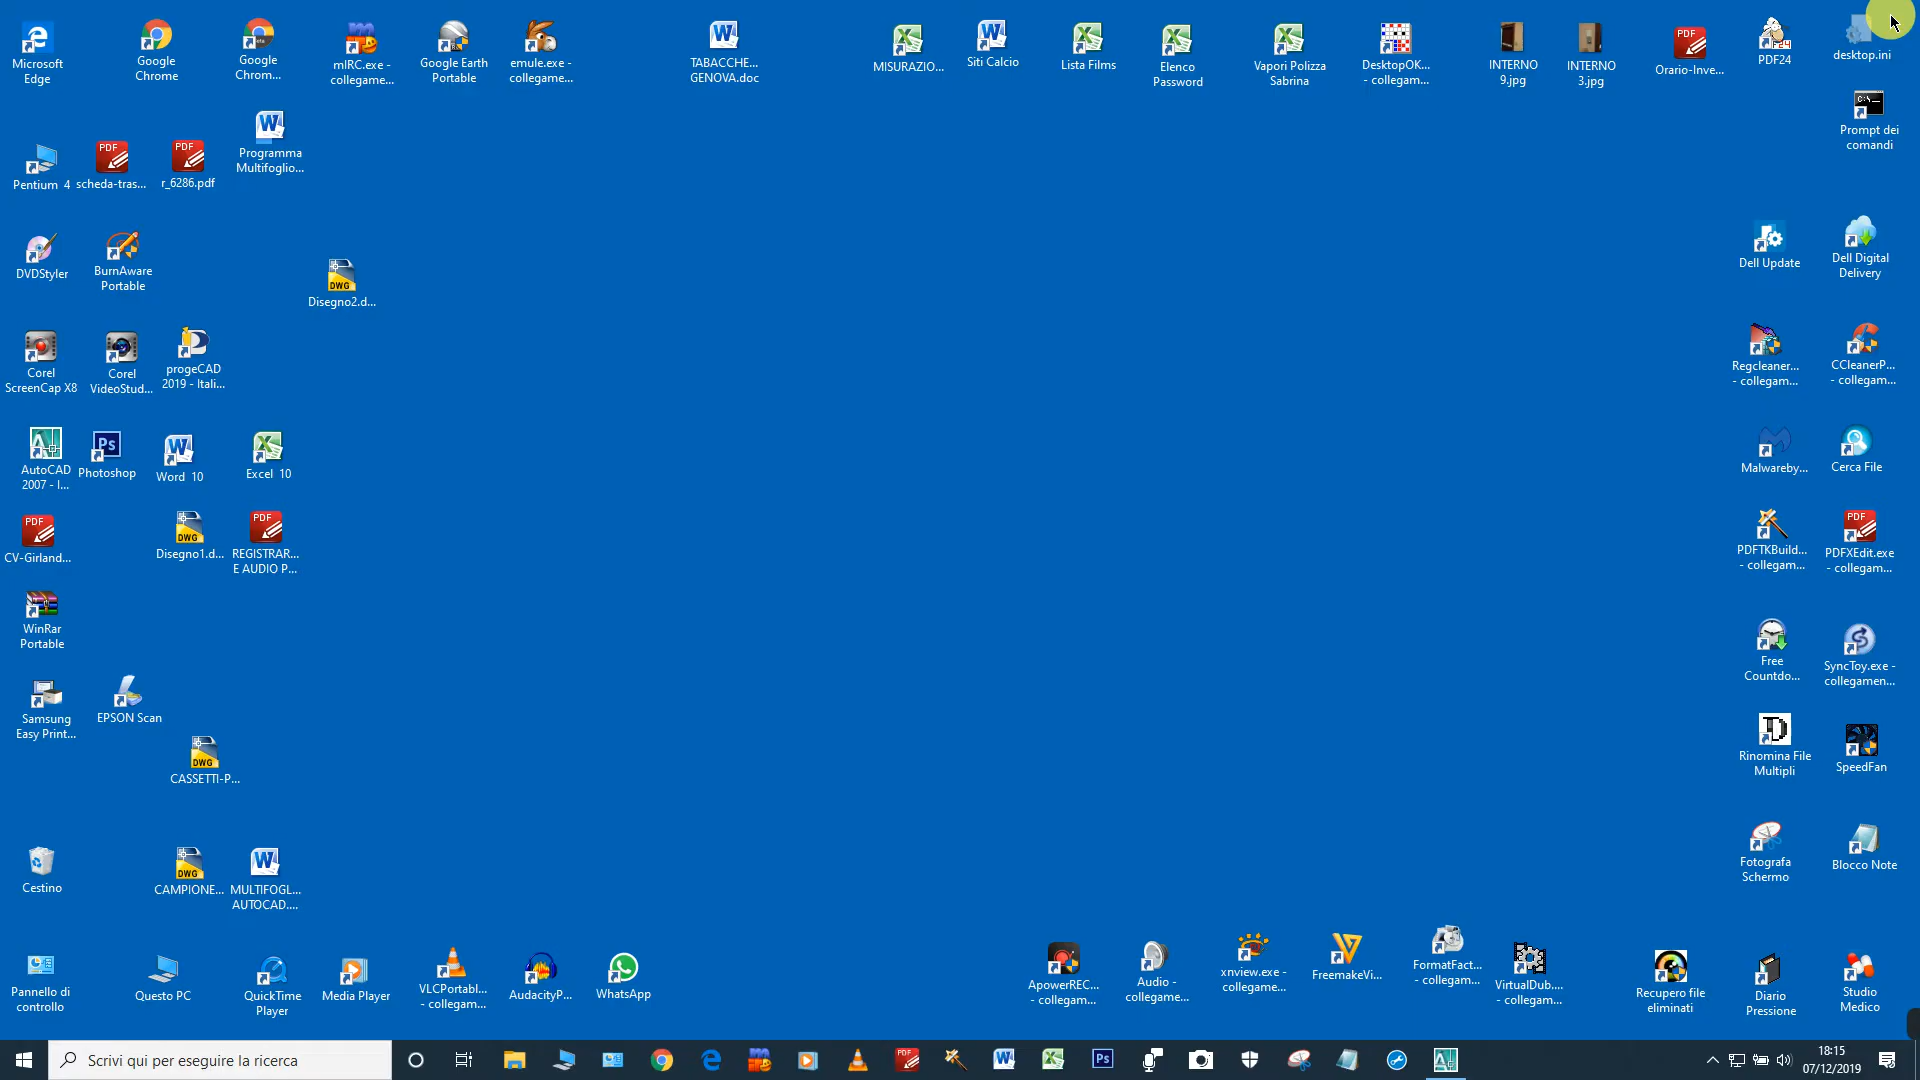 Microsoft
Edge
Google
Chrome
Google
Chrom...
mIRC.exe -
collegame...
Google Earth
Portable
emule.exe -
collegame...
TABACCHE...
GENOVA.doc
MISURAZIO...
Siti Calcio
Lista Films
Elenco
Password
Vapori Polizza
Sabrina
DesktopOK...
- collegam...
INTERNO
9.jpg
INTERNO
3.jpg
Orario-Inve...
PDF24
desktop.ini
Prompt dei
comandi
Programma
Multifoglio...
Pentium 4
scheda-tras...
r_6286.pdf
DVDStyler
BurnAware
Portable
Disegno2.d...
Dell Update
Dell Digital
Delivery
Corel
ScreenCap X8
Corel
VideoStud...
progeCAD
2019 - Itali...
Regcleaner...
- collegam...
CCleanerP...
- collegam...
AutoCAD
2007 - I...
Photoshop
Word 10
Excel 10
Malwareby...
Cerca File
CV-Girland...
Disegno1.d...
REGISTRAR...
E AUDIO P...
PDFTKBuild...
- collegam...
PDFXEdit.exe
- collegam...
WinRar
Portable
Free
Countdo...
SyncToy.exe -
collegamen...
Samsung
Easy Print...
EPSON Scan
CASSETTI-P...
Rinomina File
Multipli
SpeedFan
Cestino
CAMPIONE...
MULTIFOGL...
AUTOCAD....
Fotografa
Schermo
Blocco Note
Pannello di
controllo
Questo PC
QuickTime
Player
Media Player
VLCPortabl...
- collegam...
AudacityP...
WhatsApp
ApowerREC...
- collegam...
Audio -
collegame...
xnview.exe -
collegame...
FreemakeVi...
FormatFact...
- collegam...
VirtualDub....
- collegam...
Recupero file
eliminati
Diario
Pressione
Studio
Medico
Scrivi qui per eseguire la ricerca
18:15
07/12/2019